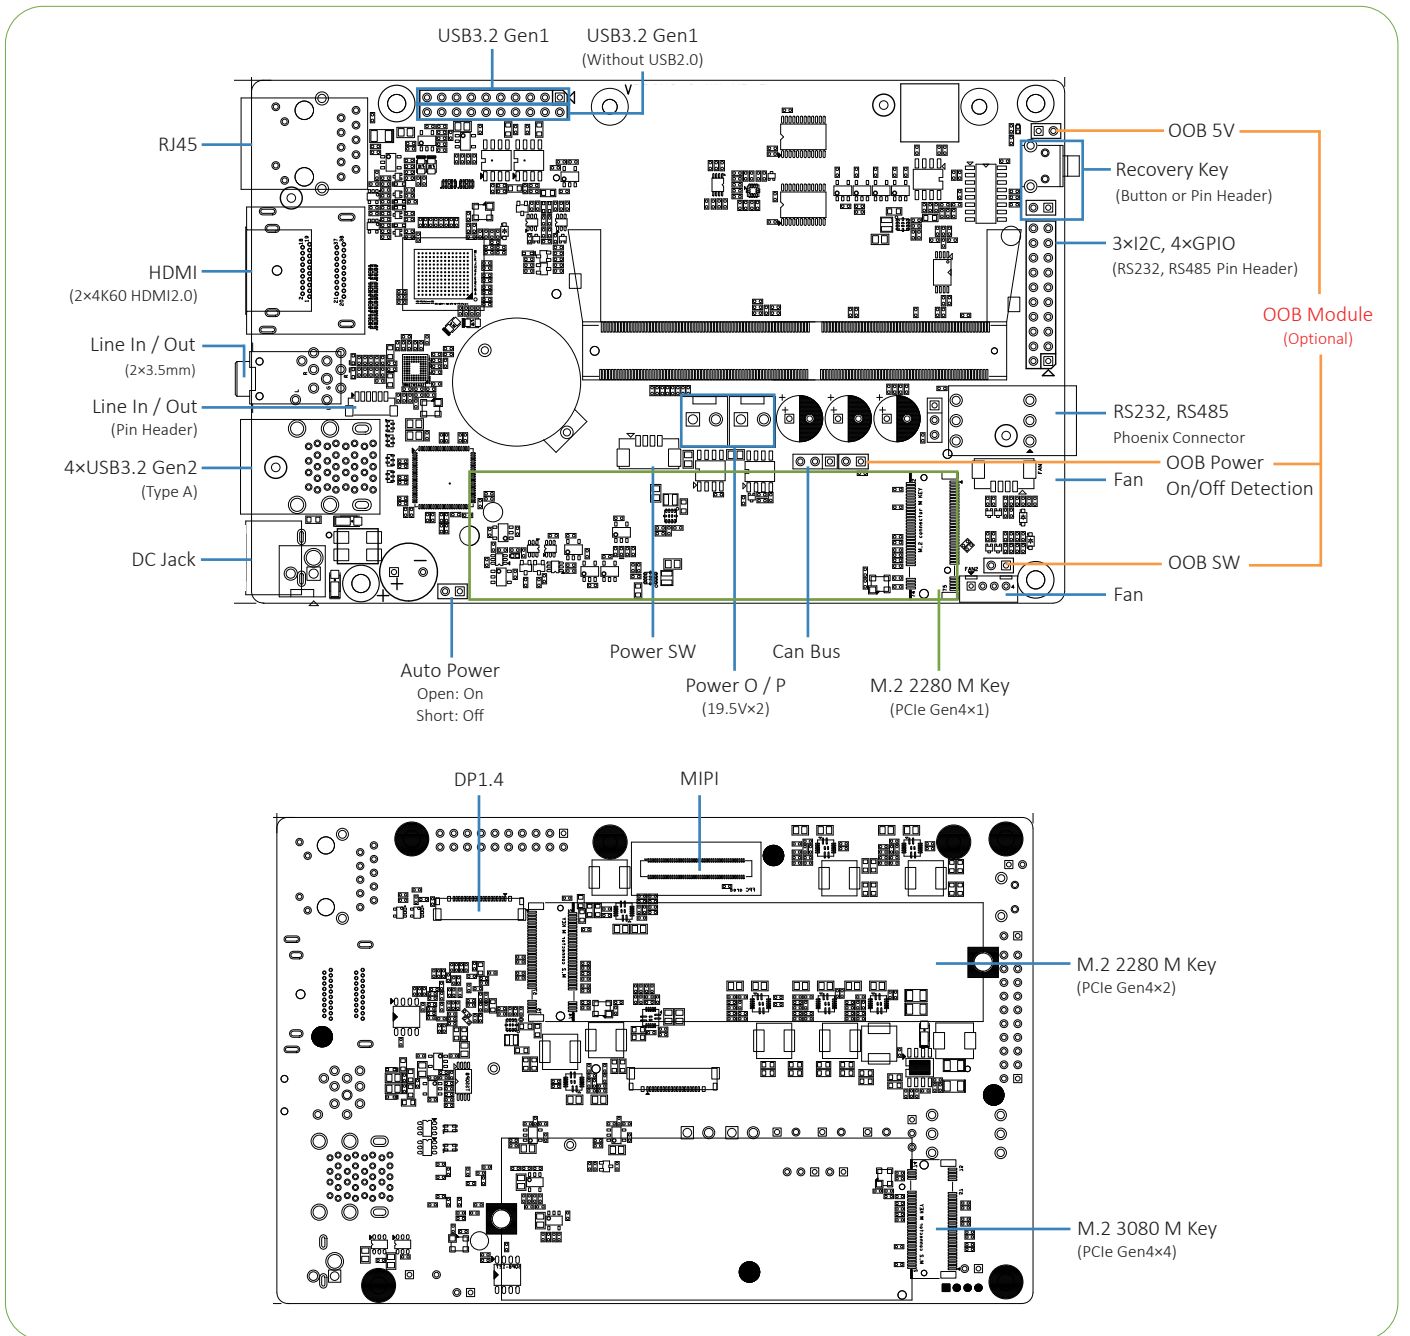 USB3.2 Gen1
USB3.2 Gen1
(Without USB2.0)
RJ45
HDMI
(2×4K60 HDMI2.0)
Line In / Out
(2×3.5mm)
Line In / Out
(Pin Header)
4×USB3.2 Gen2
(Type A)
DC Jack
OOB 5V
Recovery Key
(Button or Pin Header)
3×I2C, 4×GPIO
(RS232, RS485 Pin Header)
OOB Module
(Optional)
RS232, RS485
Phoenix Connector
OOB Power
On/Off Detection
Fan
OOB SW
Fan
Auto Power
Open: On
Short: Off
Power SW
Power O / P
(19.5V×2)
Can Bus
M.2 2280 M Key
(PCIe Gen4×1)
M.2 connector M KEY
FAN2
DP1.4
MIPI
M.2 2280 M Key
(PCIe Gen4×2)
M.2 3080 M Key
(PCIe Gen4×4)